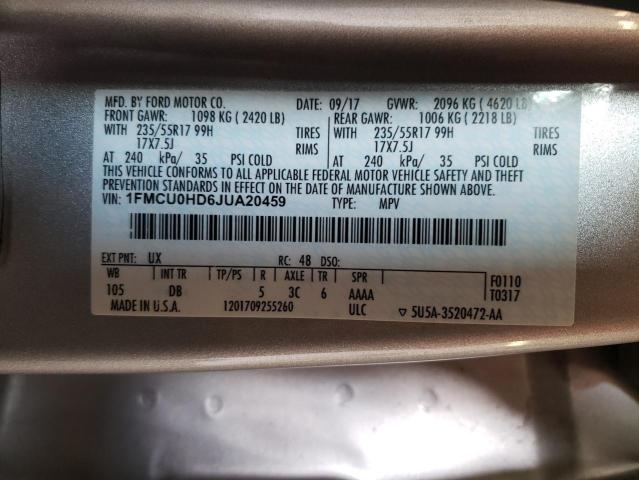 MFD. BY FORD MOTOR CO. DATE: 09/17 GVWR: 2096 KG ( 4620 LB)
FRONT GAWR: 1098 KG ( 2420 LB) REAR GAWR: 1006 KG ( 2218 LB)
WITH 235/55R17 99H TIRES WITH 235/55R17 99H TIRES
17X7.5J RIMS 17X7.5J RIMS
AT 240 kPa/ 35 PSI COLD AT 240 kPa/ 35 PSI COLD
THIS VEHICLE CONFORMS TO ALL APPLICABLE FEDERAL MOTOR VEHICLE SAFETY AND THEFT
PREVENTION STANDARDS IN EFFECT ON THE DATE OF MANUFACTURE SHOWN ABOVE.
VIN: 1FMCU0HD6JUA20459 TYPE: MPV
EXT PNT: UX RC: 48 DSO:
WB INT TR TP/PS R AXLE TR SPR F0110
105 DB 5 3C 6 AAAA T0317
MADE IN U.S.A. 1201709255260 ULC ▽ 5U5A-3520472-AA